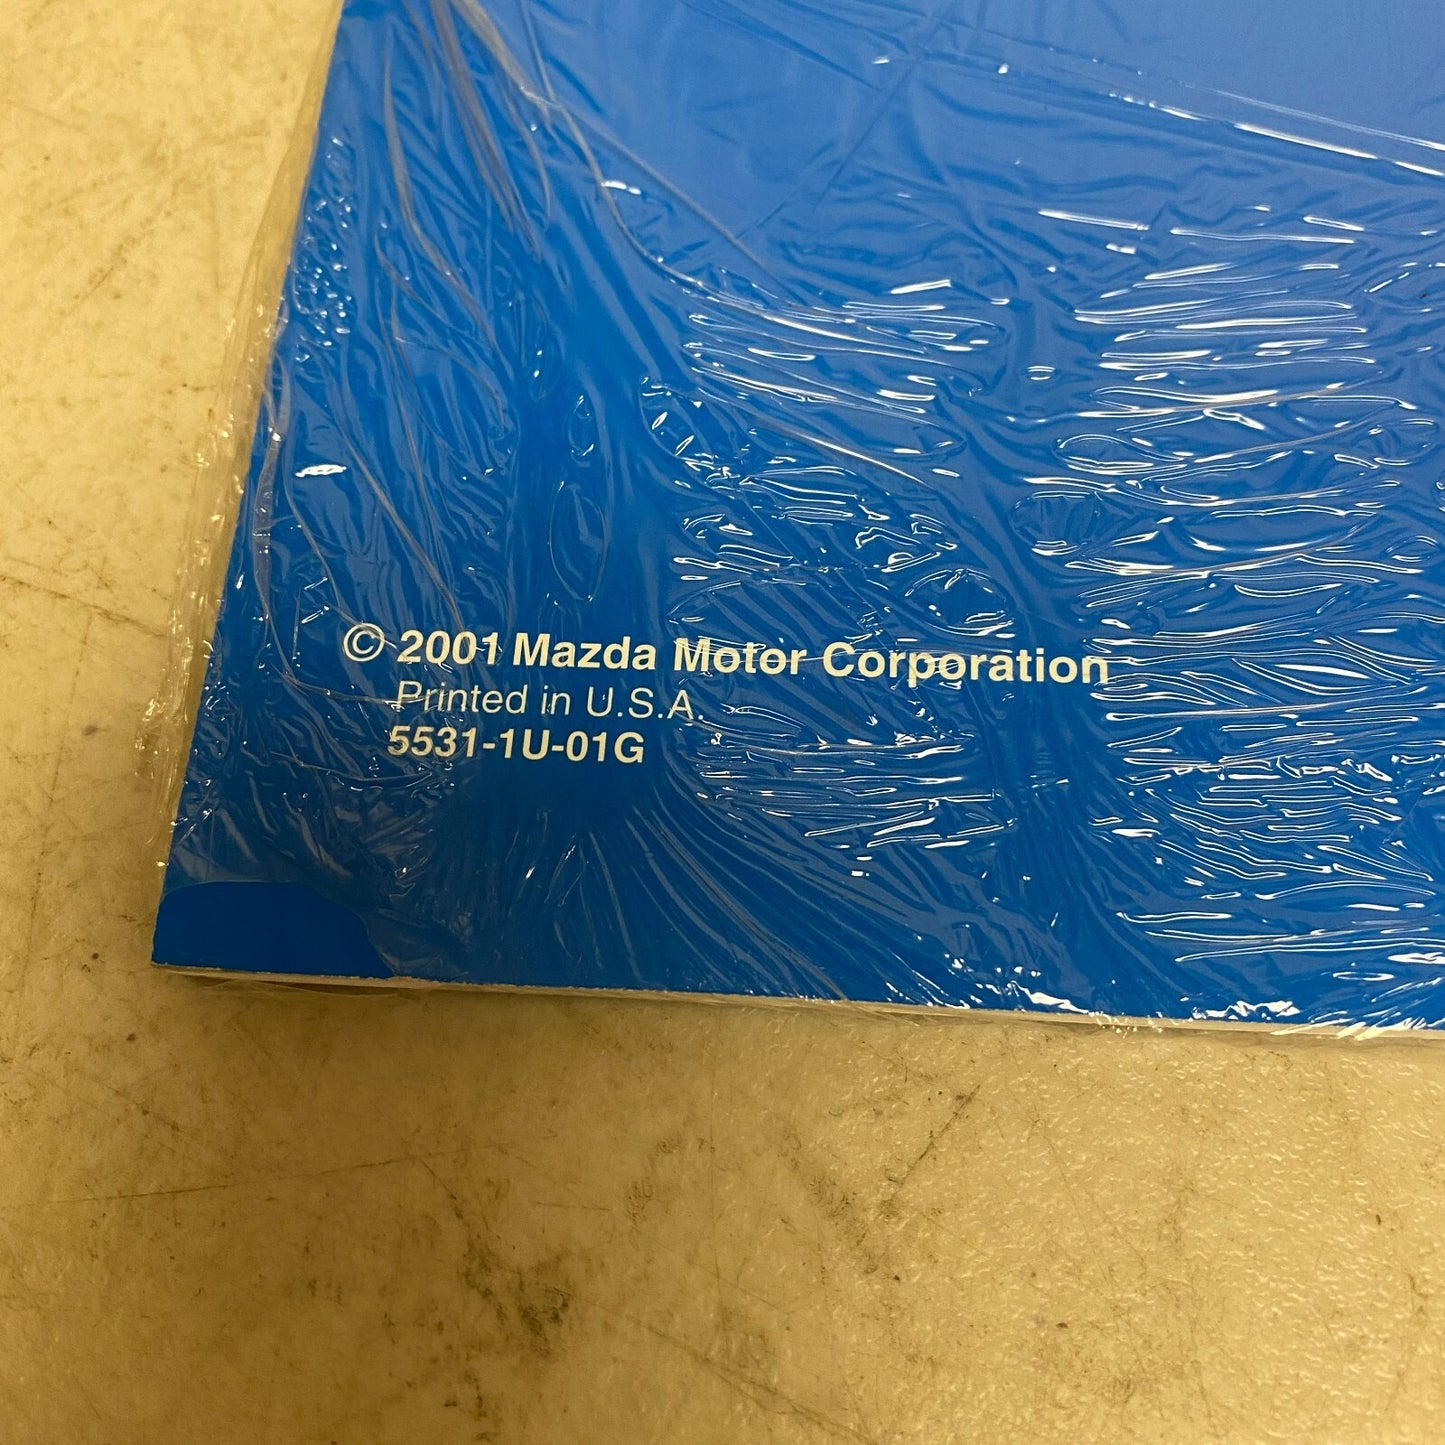 © 2001 Mazda Motor Corporation
Printed in U.S.A.
5531-1U-01G